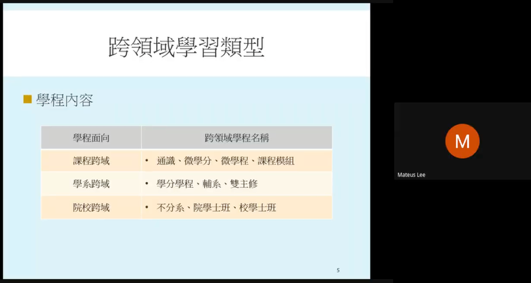 跨領域學習類型
學程內容
學程面向 跨領域學程名稱
課程跨域 • 通識、微學分、微學程、課程模組
學系跨域 • 學分學程、輔系、雙主修
院校跨域 • 不分系、院學士班、校學士班
5
M
Mateus Lee